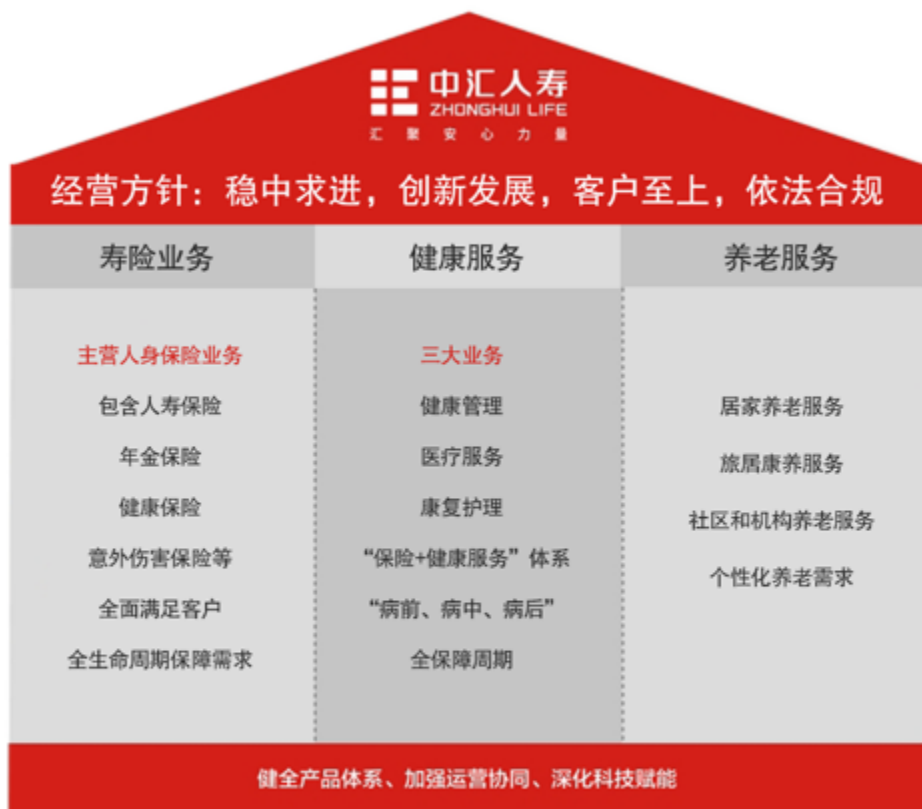 中汇人寿
ZHONGHUI LIFE
汇聚安心力量
经营方针：稳中求进，创新发展，客户至上，依法合规
寿险业务
主营人身保险业务
包含人寿保险
年金保险
健康保险
意外伤害保险等
全面满足客户
全生命周期保障需求
健康服务
三大业务
健康管理
医疗服务
康复护理
“保险+健康服务”体系
“病前、病中、病后”
全保障周期
养老服务
居家养老服务
旅居康养服务
社区和机构养老服务
个性化养老需求
健全产品体系、加强运营协同、深化科技赋能